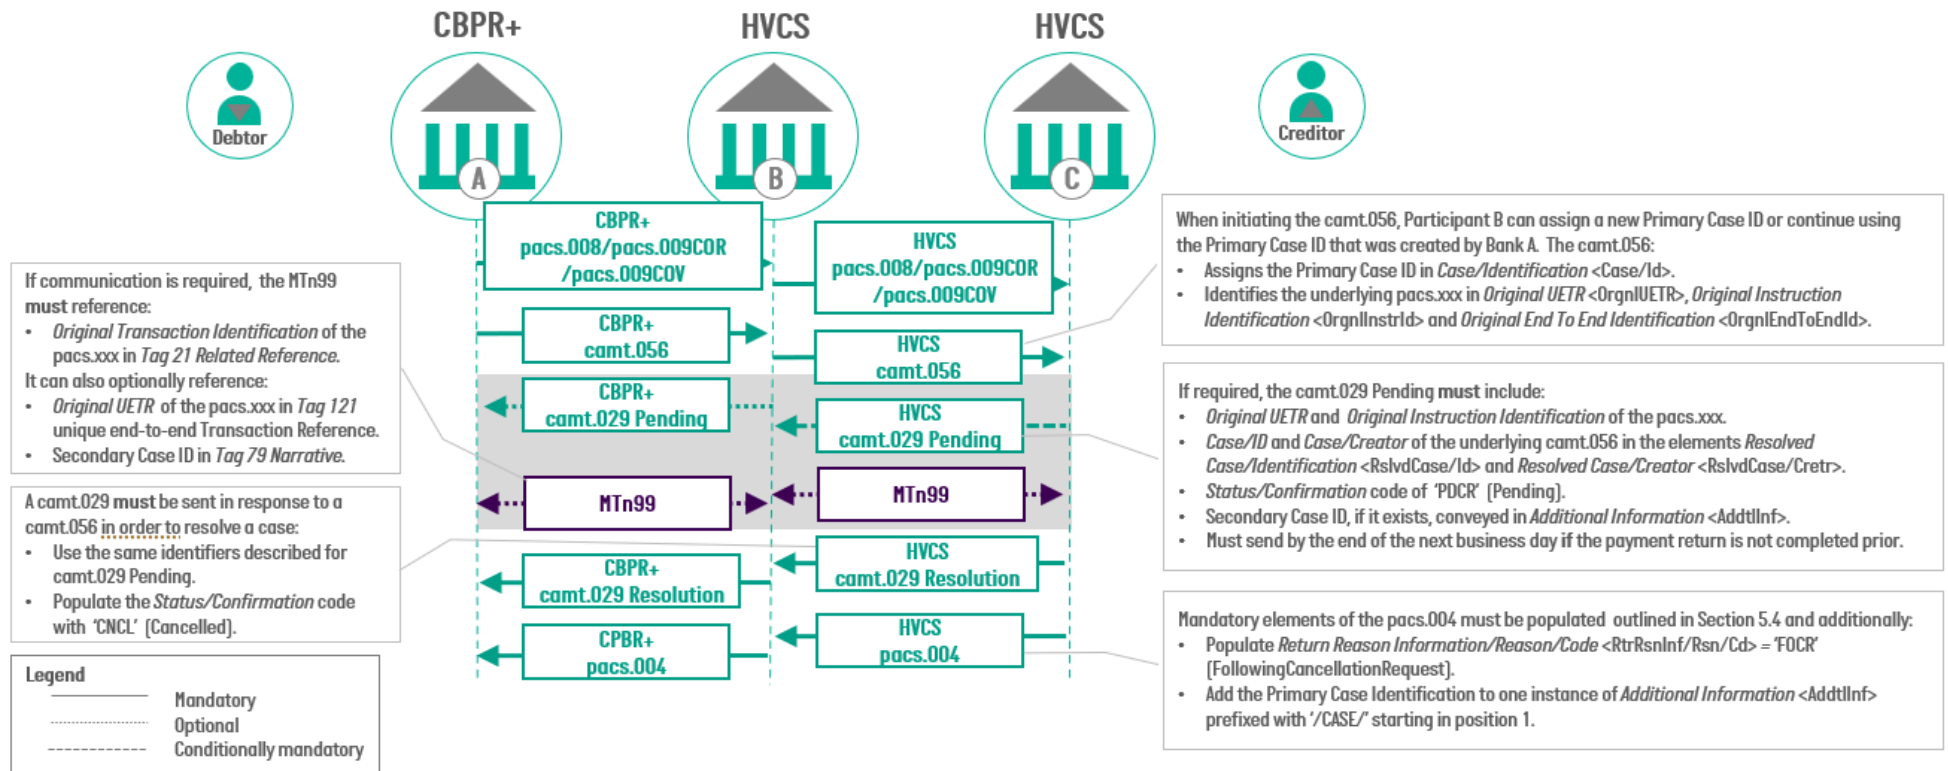 CBPR+
HVCS
HVCS
Debtor
A
B
C
Creditor
CBPR+
pacs.008/pacs.009COR
/pacs.009COV
HVCS
pacs.008/pacs.009COR
/pacs.009COV
CBPR+
camt.056
HVCS
camt.056
CBPR+
camt.029 Pending
HVCS
camt.029 Pending
MTn99
MTn99
HVCS
camt.029 Resolution
CBPR+
camt.029 Resolution
HVCS
pacs.004
CPBR+
pacs.004
If communication is required, the MTn99
must reference:
• Original Transaction Identification of the
pacs.xxx in Tag 21 Related Reference.
It can also optionally reference:
• Original UETR of the pacs.xxx in Tag 121
unique end-to-end Transaction Reference.
• Secondary Case ID in Tag 79 Narrative.
A camt.029 must be sent in response to a
camt.056 in order to resolve a case:
• Use the same identifiers described for
camt.029 Pending.
• Populate the Status/Confirmation code
with 'CNCL' (Cancelled).
Legend
Mandatory
Optional
Conditionally mandatory
When initiating the camt.056, Participant B can assign a new Primary Case ID or continue using
the Primary Case ID that was created by Bank A. The camt.056:
• Assigns the Primary Case ID in Case/Identification <Case/Id>.
• Identifies the underlying pacs.xxx in Original UETR <OrgnlUETR>, Original Instruction
Identification <OrgnlInstrId> and Original End To End Identification <OrgnlEndToEndId>.
If required, the camt.029 Pending must include:
• Original UETR and Original Instruction Identification of the pacs.xxx.
• Case/ID and Case/Creator of the underlying camt.056 in the elements Resolved
Case/Identification <RslvdCase/Id> and Resolved Case/Creator <RslvdCase/Cretr>.
• Status/Confirmation code of 'PDCR' (Pending).
• Secondary Case ID, if it exists, conveyed in Additional Information <AddtlInf>.
• Must send by the end of the next business day if the payment return is not completed prior.
Mandatory elements of the pacs.004 must be populated outlined in Section 5.4 and additionally:
• Populate Return Reason Information/Reason/Code <RtrRsnInf/Rsn/Cd> = 'FOCR'
(FollowingCancellationRequest).
• Add the Primary Case Identification to one instance of Additional Information <AddtlInf>
prefixed with '/CASE/' starting in position 1.